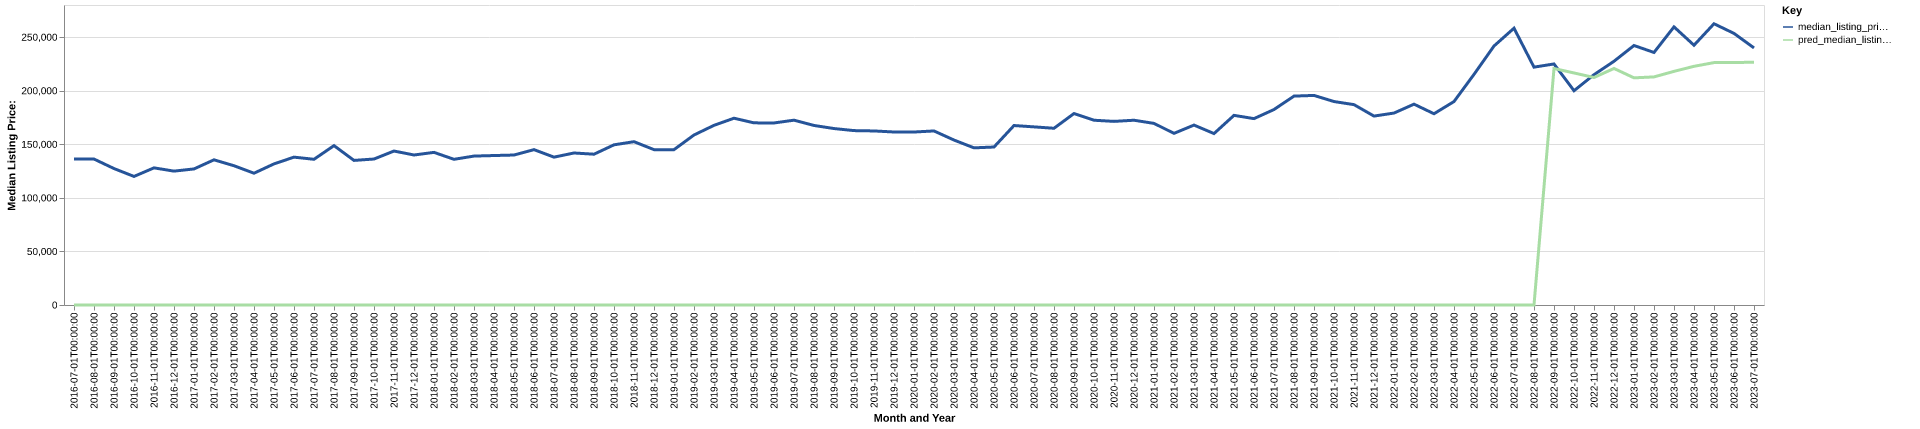 Key
median_listing_pri…
pred_median_listin…
Median Listing Price:
250,000
200,000
150,000
100,000
50,000
0
2016-07-01T00:00:00
2016-08-01T00:00:00
2016-09-01T00:00:00
2016-10-01T00:00:00
2016-11-01T00:00:00
2016-12-01T00:00:00
2017-01-01T00:00:00
2017-02-01T00:00:00
2017-03-01T00:00:00
2017-04-01T00:00:00
2017-05-01T00:00:00
2017-06-01T00:00:00
2017-07-01T00:00:00
2017-08-01T00:00:00
2017-09-01T00:00:00
2017-10-01T00:00:00
2017-11-01T00:00:00
2017-12-01T00:00:00
2018-01-01T00:00:00
2018-02-01T00:00:00
2018-03-01T00:00:00
2018-04-01T00:00:00
2018-05-01T00:00:00
2018-06-01T00:00:00
2018-07-01T00:00:00
2018-08-01T00:00:00
2018-09-01T00:00:00
2018-10-01T00:00:00
2018-11-01T00:00:00
2018-12-01T00:00:00
2019-01-01T00:00:00
2019-02-01T00:00:00
2019-03-01T00:00:00
2019-04-01T00:00:00
2019-05-01T00:00:00
2019-06-01T00:00:00
2019-07-01T00:00:00
2019-08-01T00:00:00
2019-09-01T00:00:00
2019-10-01T00:00:00
2019-11-01T00:00:00
2019-12-01T00:00:00
2020-01-01T00:00:00
2020-02-01T00:00:00
2020-03-01T00:00:00
2020-04-01T00:00:00
2020-05-01T00:00:00
2020-06-01T00:00:00
2020-07-01T00:00:00
2020-08-01T00:00:00
2020-09-01T00:00:00
2020-10-01T00:00:00
2020-11-01T00:00:00
2020-12-01T00:00:00
2021-01-01T00:00:00
2021-02-01T00:00:00
2021-03-01T00:00:00
2021-04-01T00:00:00
2021-05-01T00:00:00
2021-06-01T00:00:00
2021-07-01T00:00:00
2021-08-01T00:00:00
2021-09-01T00:00:00
2021-10-01T00:00:00
2021-11-01T00:00:00
2021-12-01T00:00:00
2022-01-01T00:00:00
2022-02-01T00:00:00
2022-03-01T00:00:00
2022-04-01T00:00:00
2022-05-01T00:00:00
2022-06-01T00:00:00
2022-07-01T00:00:00
2022-08-01T00:00:00
2022-09-01T00:00:00
2022-10-01T00:00:00
2022-11-01T00:00:00
2022-12-01T00:00:00
2023-01-01T00:00:00
2023-02-01T00:00:00
2023-03-01T00:00:00
2023-04-01T00:00:00
2023-05-01T00:00:00
2023-06-01T00:00:00
2023-07-01T00:00:00
Month and Year